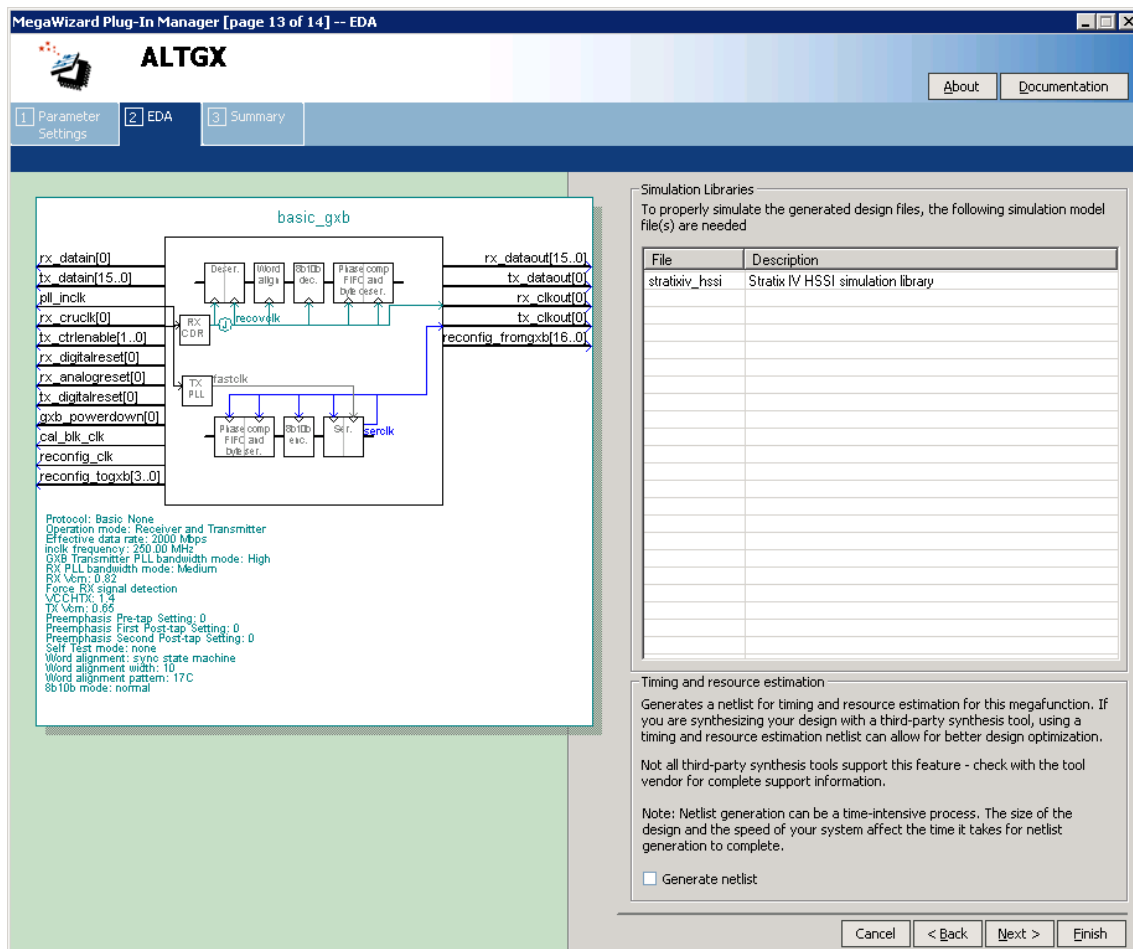 MegaWizard Plug-In Manager [page 13 of 14] -- EDA
ALTGX
About
Documentation
1 Parameter Settings
2 EDA
3 Summary
basic_gxb
rx_datain[0]
tx_datain[15..0]
pll_inclk
rx_cruclk[0]
tx_ctrlenable[1..0]
rx_digitalreset[0]
rx_analogreset[0]
tx_digitalreset[0]
gxb_powerdown[0]
cal_blk_clk
reconfig_clk
reconfig_togxb[3..0]
Deser.
Word align
8b10b dec.
Phase comp FIFO and byte deser.
RX CDR
recovclk
TX PLL
fastclk
Phase comp FIFO and byte ser.
8b10b enc.
Ser.
serclk
rx_dataout[15..0]
tx_dataout[0]
rx_clkout[0]
tx_clkout[0]
reconfig_fromgxb[16..0]
Protocol: Basic None
Operation mode: Receiver and Transmitter
Effective data rate: 2000 Mbps
inclk frequency: 250.00 MHz
GXB Transmitter PLL bandwidth mode: High
RX PLL bandwidth mode: Medium
RX Vcm: 0.82
Force RX signal detection
VCCHTX: 1.4
TX Vcm: 0.65
Preemphasis Pre-tap Setting: 0
Preemphasis First Post-tap Setting: 0
Preemphasis Second Post-tap Setting: 0
Self Test mode: none
Word alignment: sync state machine
Word alignment width: 10
Word alignment pattern: 17C
8b10b mode: normal
Simulation Libraries
To properly simulate the generated design files, the following simulation model
file(s) are needed
File Description
stratixiv_hssi Stratix IV HSSI simulation library
Timing and resource estimation
Generates a netlist for timing and resource estimation for this megafunction. If
you are synthesizing your design with a third-party synthesis tool, using a
timing and resource estimation netlist can allow for better design optimization.
Not all third-party synthesis tools support this feature - check with the tool
vendor for complete support information.
Note: Netlist generation can be a time-intensive process. The size of the
design and the speed of your system affect the time it takes for netlist
generation to complete.
Generate netlist
Cancel
< Back
Next >
Finish